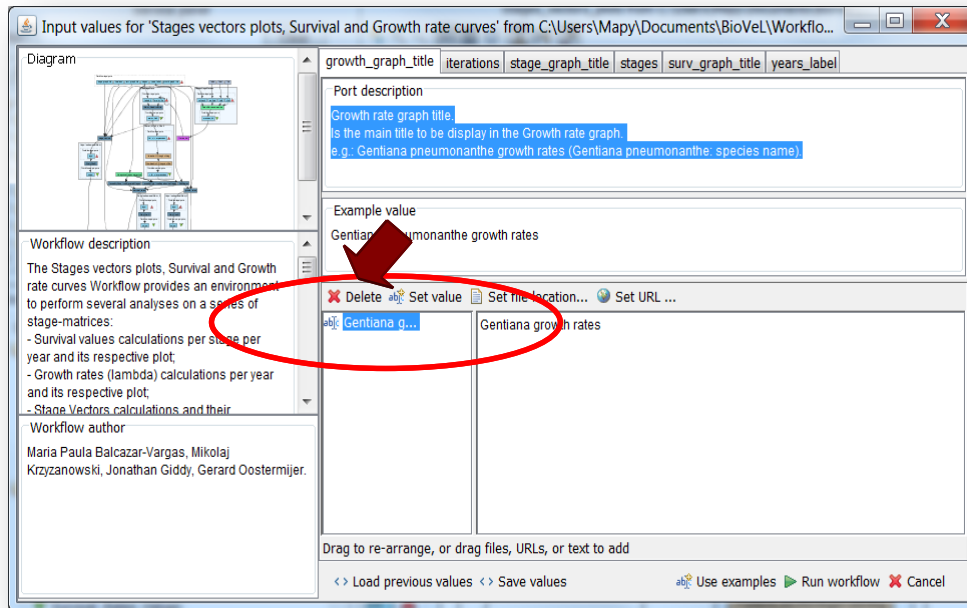 Input values for 'Stages vectors plots, Survival and Growth rate curves' from C:\Users\Mapy\Documents\BioVeL\Workflo...
Diagram
growth_graph_title iterations stage_graph_title stages surv_graph_title years_label
Port description
Growth rate graph title.
Is the main title to be display in the Growth rate graph.
e.g.: Gentiana pneumonanthe growth rates (Gentiana pneumonanthe: species name).
Example value
Gentiana pneumonanthe growth rates
Workflow description
The Stages vectors plots, Survival and Growth
rate curves Workflow provides an environment
to perform several analyses on a series of
stage-matrices:
- Survival values calculations per stage per
year and its respective plot;
- Growth rates (lambda) calculations per year
and its respective plot;
- Stage Vectors calculations and their
Delete Set value Set file location... Set URL ...
Gentiana g...
Gentiana growth rates
Workflow author
Maria Paula Balcazar-Vargas, Mikolaj
Krzyzanowski, Jonathan Giddy, Gerard Oostermijer.
Drag to re-arrange, or drag files, URLs, or text to add
Load previous values Save values Use examples Run workflow Cancel